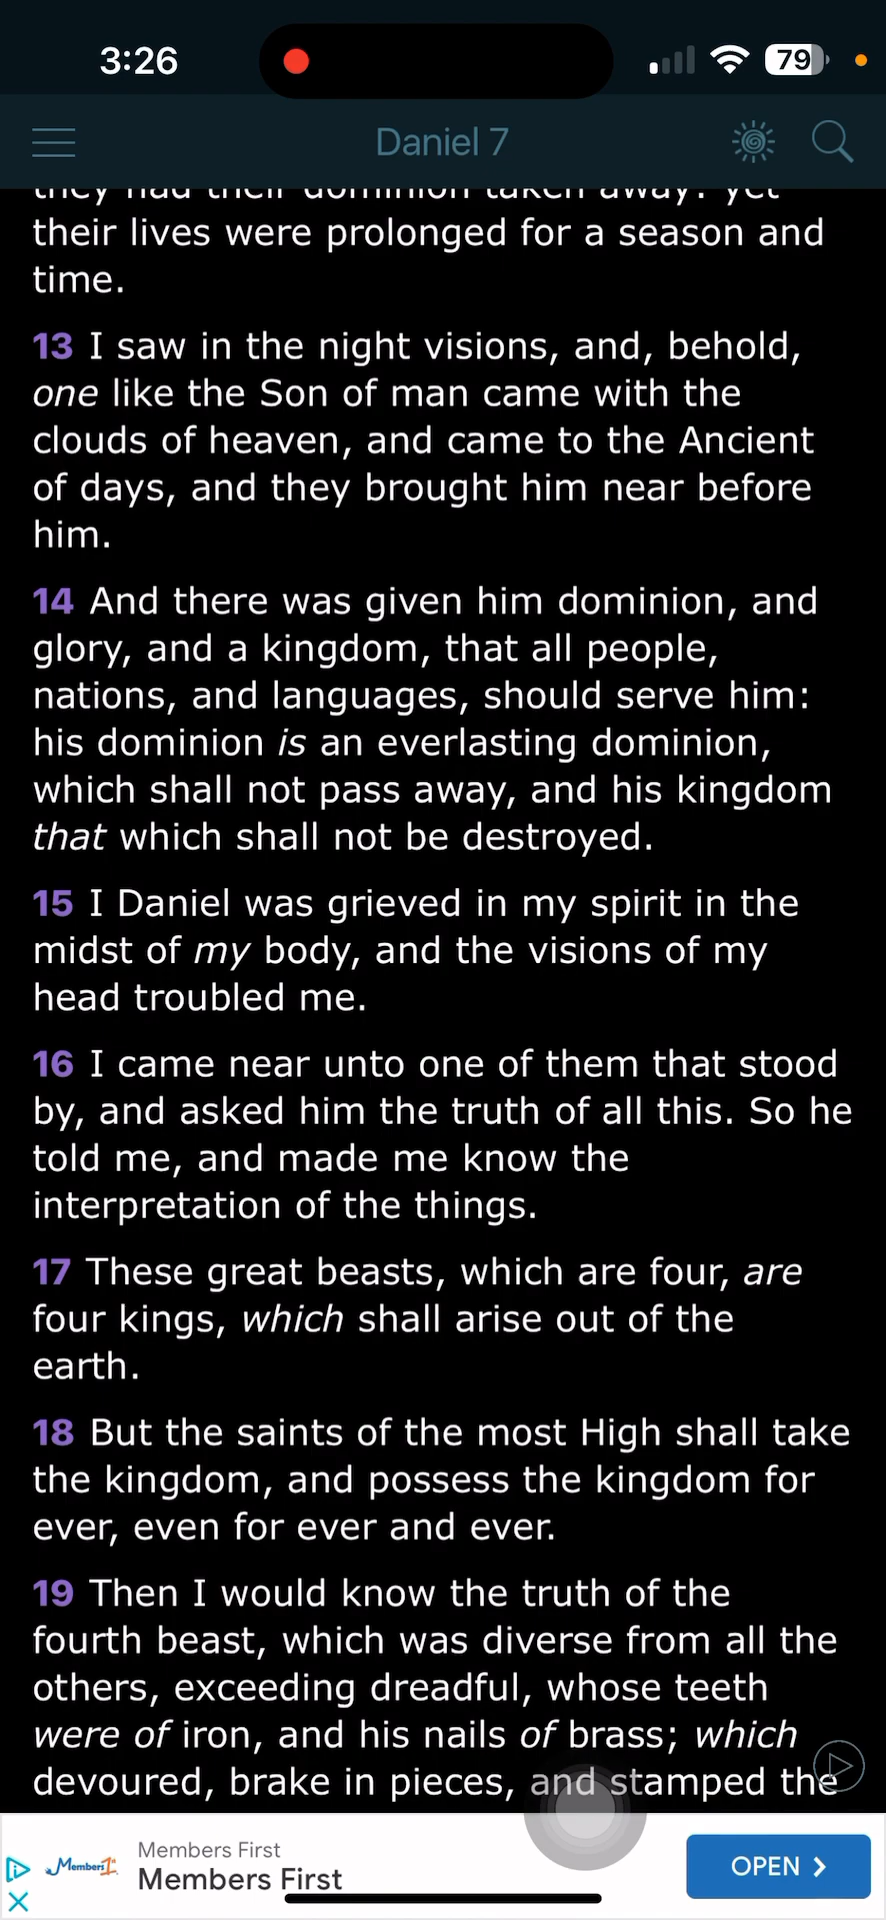 3:26
79
Daniel 7
they had their dominion taken away: yet
their lives were prolonged for a season and
time.
13 I saw in the night visions, and, behold,
one like the Son of man came with the
clouds of heaven, and came to the Ancient
of days, and they brought him near before
him.
14 And there was given him dominion, and
glory, and a kingdom, that all people,
nations, and languages, should serve him:
his dominion is an everlasting dominion,
which shall not pass away, and his kingdom
that which shall not be destroyed.
15 I Daniel was grieved in my spirit in the
midst of my body, and the visions of my
head troubled me.
16 I came near unto one of them that stood
by, and asked him the truth of all this. So he
told me, and made me know the
interpretation of the things.
17 These great beasts, which are four, are
four kings, which shall arise out of the
earth.
18 But the saints of the most High shall take
the kingdom, and possess the kingdom for
ever, even for ever and ever.
19 Then I would know the truth of the
fourth beast, which was diverse from all the
others, exceeding dreadful, whose teeth
were of iron, and his nails of brass; which
devoured, brake in pieces, and stamped the
Members 1st
Members First
Members First
OPEN